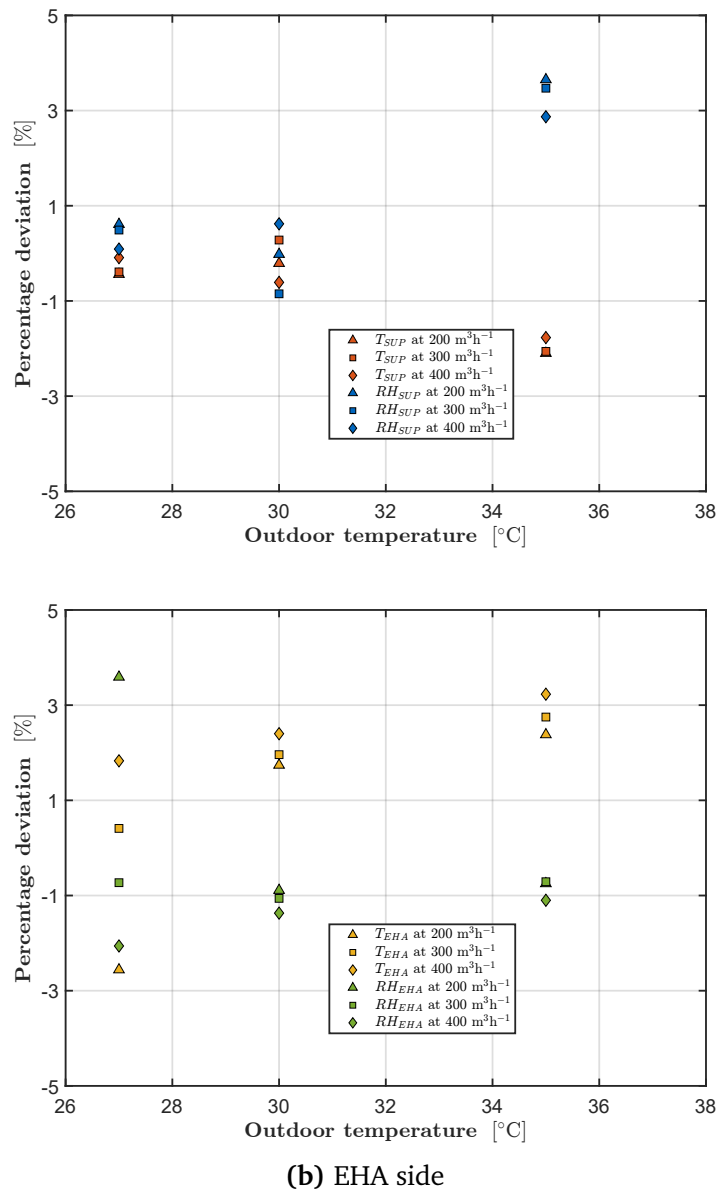 5
3
1
-1
-3
-5
Percentage deviation [%]
T_SUP at 200 m³h⁻¹
T_SUP at 300 m³h⁻¹
T_SUP at 400 m³h⁻¹
RH_SUP at 200 m³h⁻¹
RH_SUP at 300 m³h⁻¹
RH_SUP at 400 m³h⁻¹
26 28 30 32 34 36 38
Outdoor temperature [°C]
5
3
1
-1
-3
-5
Percentage deviation [%]
T_EHA at 200 m³h⁻¹
T_EHA at 300 m³h⁻¹
T_EHA at 400 m³h⁻¹
RH_EHA at 200 m³h⁻¹
RH_EHA at 300 m³h⁻¹
RH_EHA at 400 m³h⁻¹
26 28 30 32 34 36 38
Outdoor temperature [°C]
(b) EHA side